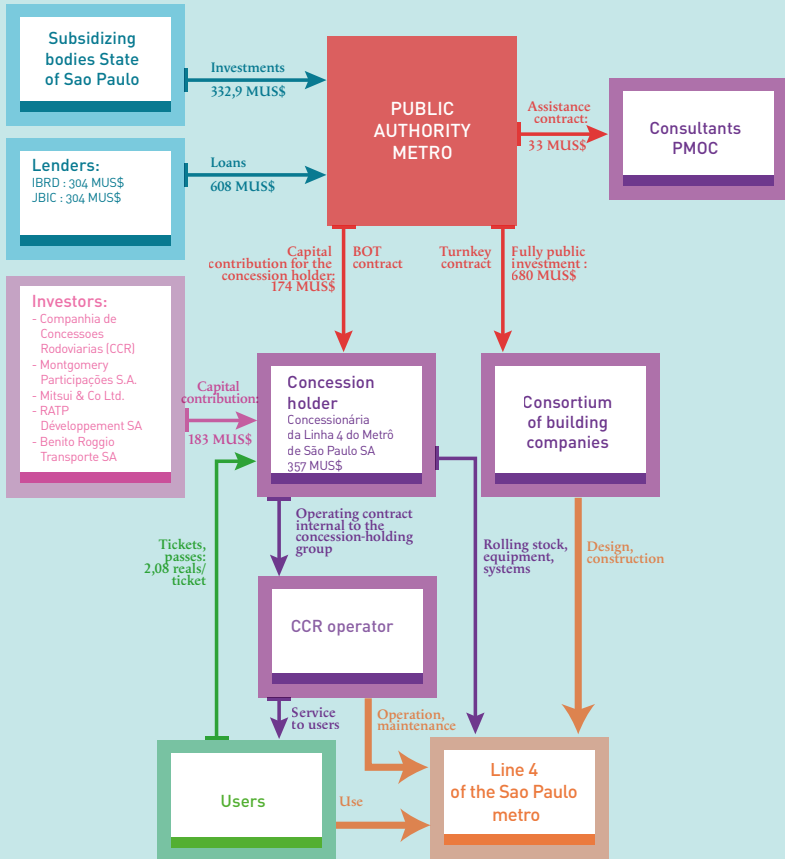 Subsidizing
bodies State
of Sao Paulo
Investments
332,9 MUS$
PUBLIC
AUTHORITY
METRO
Assistance
contract:
33 MUS$
Consultants
PMOC
Lenders:
IBRD : 304 MUS$
JBIC : 304 MUS$
Loans
608 MUS$
Capital
contribution for the
concession holder:
174 MUS$
BOT
contract
Turnkey
contract
Fully public
investment :
680 MUS$
Investors:
- Companhia de
Concessoes
Rodoviarias (CCR)
- Montgomery
Participações S.A.
- Mitsui & Co Ltd.
- RATP
Développement SA
- Benito Roggio
Transporte SA
Capital
contribution:
183 MUS$
Concession
holder
Concessionária
da Linha 4 do Metrô
de São Paulo SA
357 MUS$
Consortium
of building
companies
Operating contract
internal to the
concession-holding
group
Tickets,
passes:
2,08 reals/
ticket
Rolling stock,
equipment,
systems
Design,
construction
CCR operator
Service
to users
Operation,
maintenance
Users
Use
Line 4
of the Sao Paulo
metro